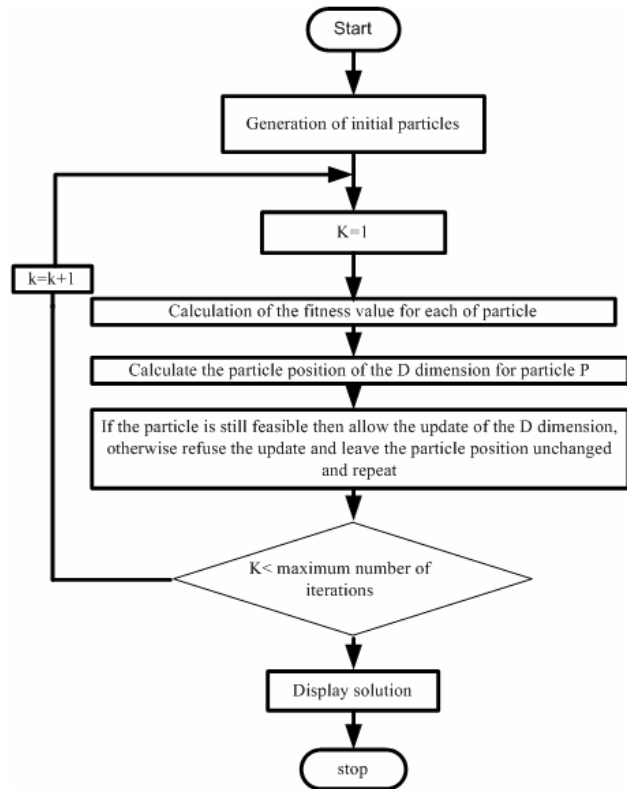 Start
Generation of initial particles
K=1
k=k+1
Calculation of the fitness value for each of particle
Calculate the particle position of the D dimension for particle P
If the particle is still feasible then allow the update of the D dimension,
otherwise refuse the update and leave the particle position unchanged
and repeat
K< maximum number of
iterations
Display solution
stop